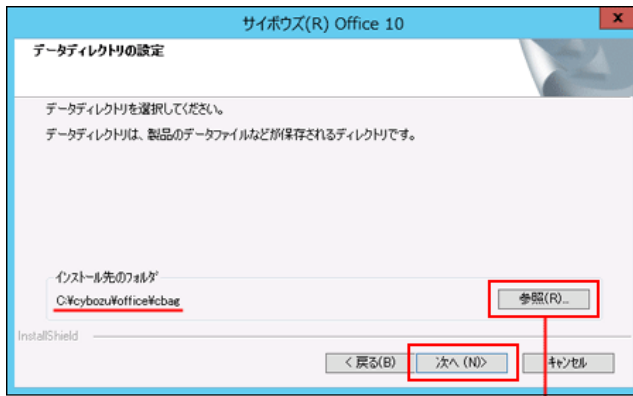 サイボウズ(R) Office 10
x
データディレクトリの設定
データディレクトリを選択してください。
データディレクトリは、製品のデータファイルなどが保存されるディレクトリです。
インストール先のフォルダ
C:¥cybozu¥office¥cbag
参照(R)...
InstallShield
< 戻る(B)
次へ (N)>
キャンセル